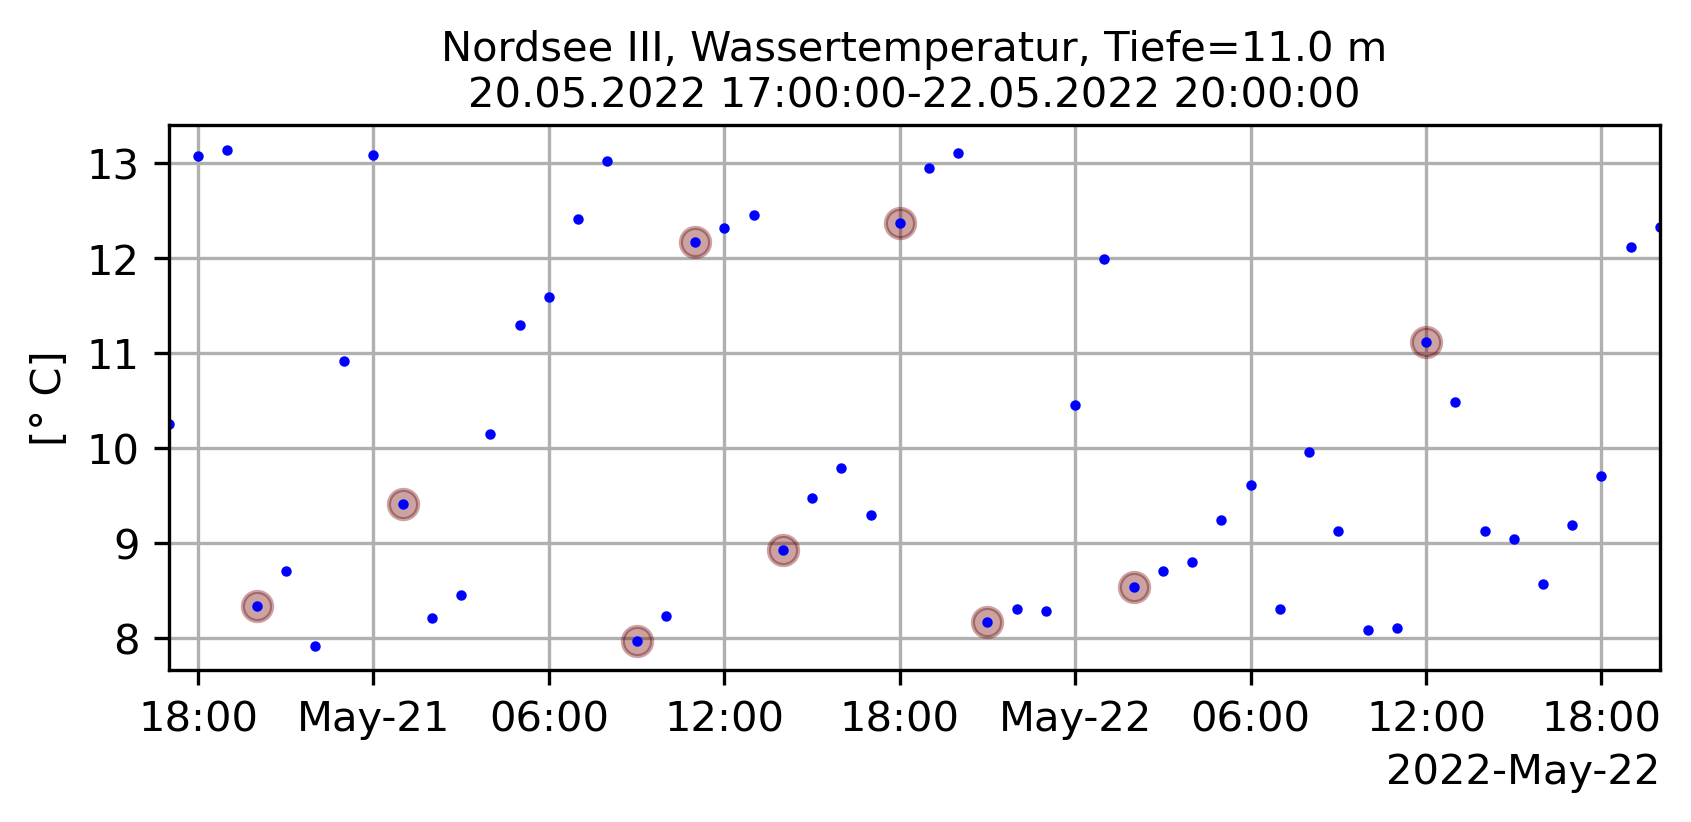 Nordsee III, Wassertemperatur, Tiefe=11.0 m
20.05.2022 17:00:00-22.05.2022 20:00:00
13
12
11
10
9
8
[° C]
18:00 May-21 06:00 12:00 18:00 May-22 06:00 12:00 18:00
2022-May-22